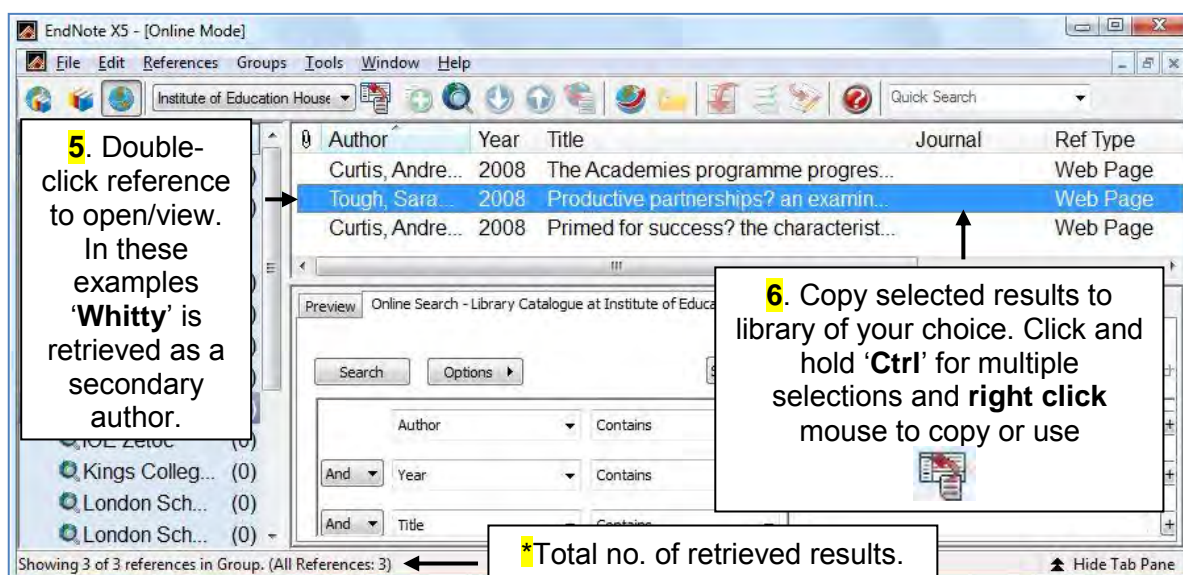 EndNote X5 - [Online Mode]
File Edit References Groups Tools Window Help
Institute of Education House Quick Search
Author Year Title Journal Ref Type
Curtis, Andre... 2008 The Academies programme progres... Web Page
Tough, Sara... 2008 Productive partnerships? an examin... Web Page
Curtis, Andre... 2008 Primed for success? the characterist... Web Page
5. Double-
click reference
to open/view.
In these
examples
‘Whitty’ is
retrieved as a
secondary
author.
Preview Online Search - Library Catalogue at Institute of Educa
Search Options
6. Copy selected results to
library of your choice. Click and
hold ‘Ctrl’ for multiple
selections and right click
mouse to copy or use
Author Contains
And Year Contains
And Title Contains
IOE Zetoc (0)
Kings Colleg... (0)
London Sch... (0)
London Sch... (0)
*Total no. of retrieved results.
Showing 3 of 3 references in Group. (All References: 3) Hide Tab Pane